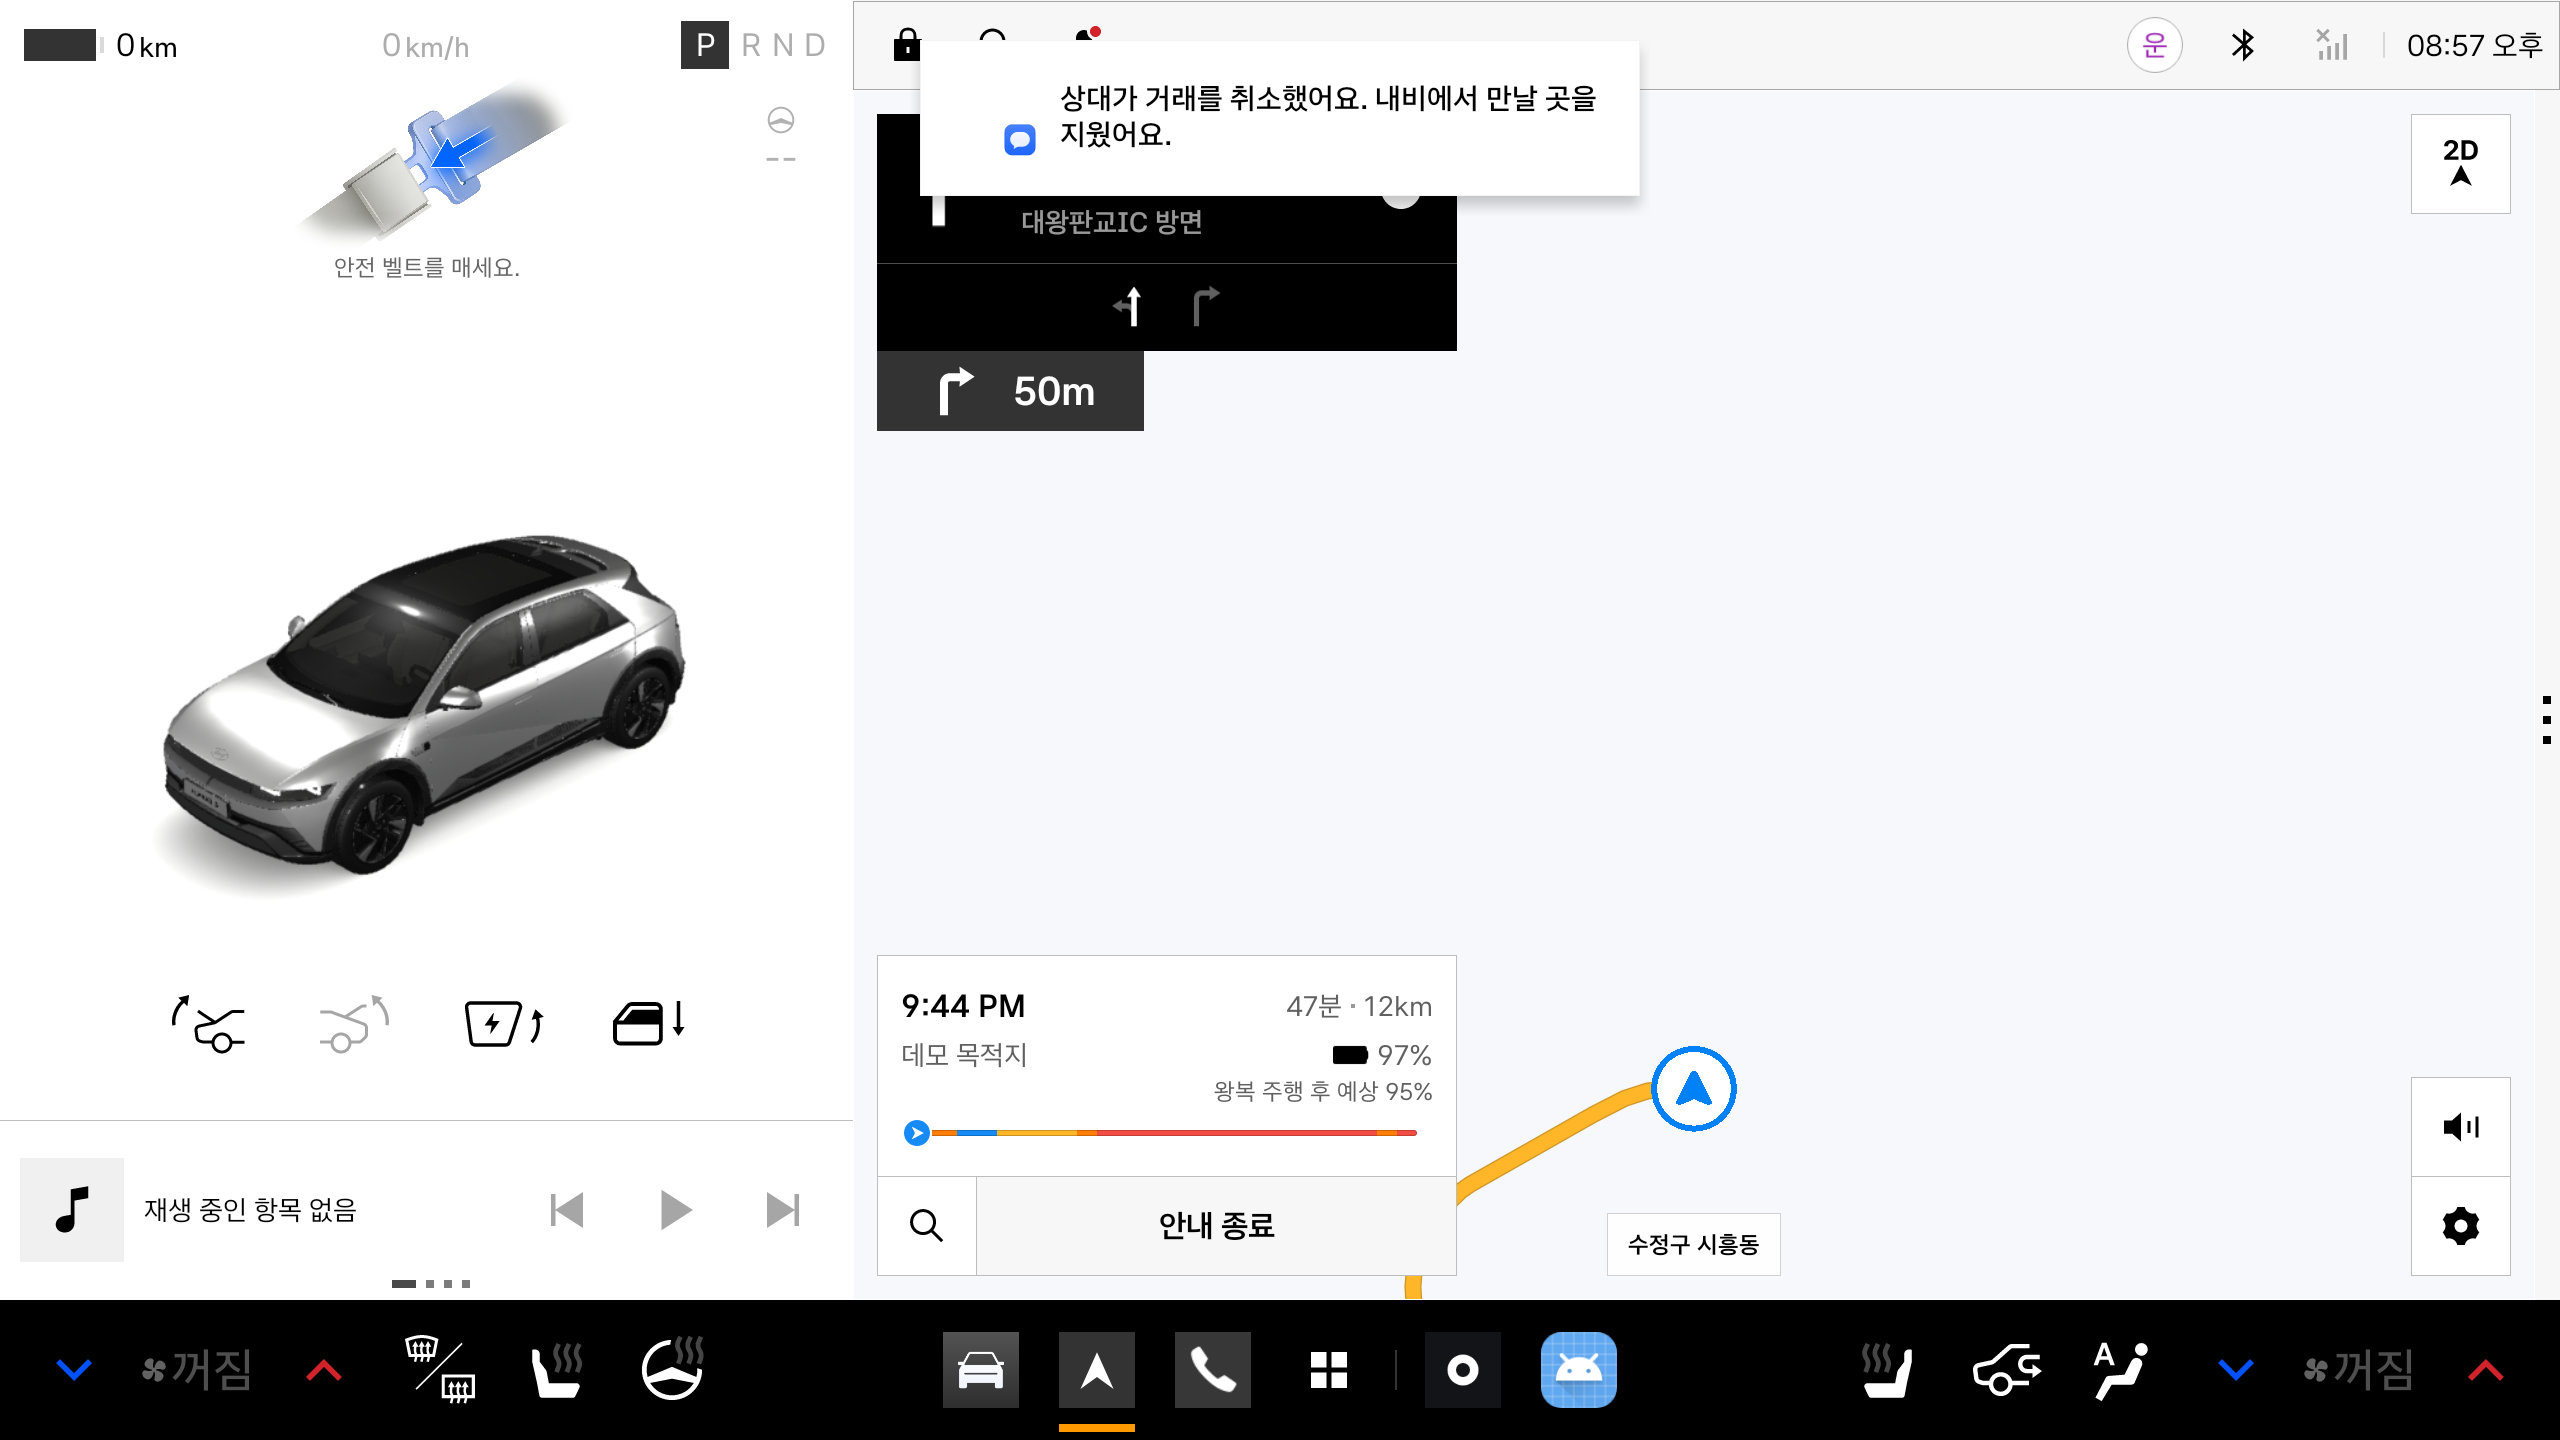 0 km
0 km/h
P R N D
안전 벨트를 매세요.
재생 중인 항목 없음
운
08:57 오후
상대가 거래를 취소했어요. 내비에서 만날 곳을
지웠어요.
대왕판교IC 방면
50m
2D
9:44 PM
47분 · 12km
데모 목적지
97%
왕복 주행 후 예상 95%
안내 종료
수정구 시흥동
꺼짐
A
꺼짐